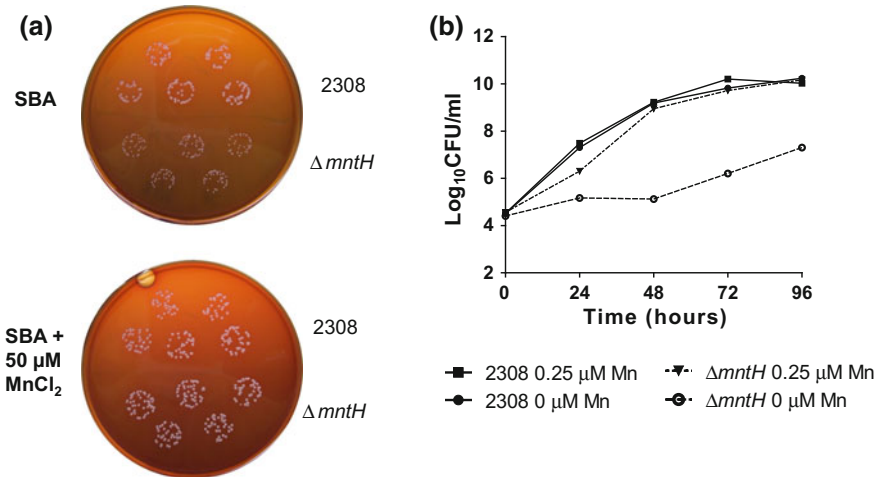 (a)
SBA
2308
ΔmntH
SBA +
50 µM
MnCl₂
2308
ΔmntH
(b)
Log₁₀CFU/ml
12
10
8
6
4
2
0 24 48 72 96
Time (hours)
2308 0.25 µM Mn
ΔmntH 0.25 µM Mn
2308 0 µM Mn
ΔmntH 0 µM Mn